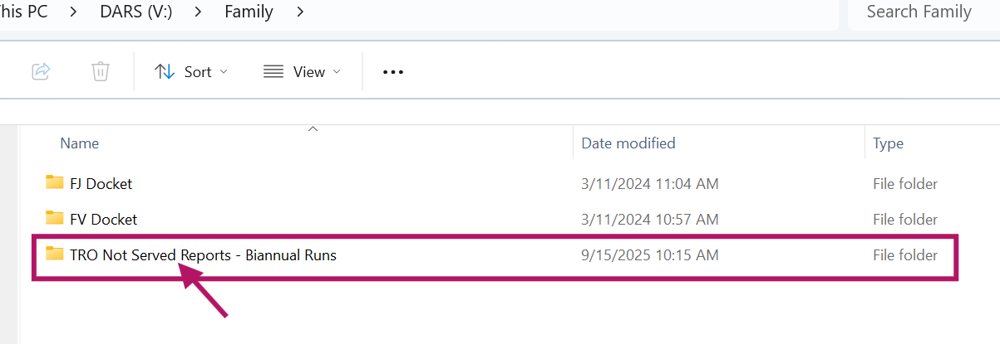 his PC > DARS (V:) > Family > Search Family
Sort View
Name Date modified Type
FJ Docket 3/11/2024 11:04 AM File folder
FV Docket 3/11/2024 10:57 AM File folder
TRO Not Served Reports - Biannual Runs 9/15/2025 10:15 AM File folder